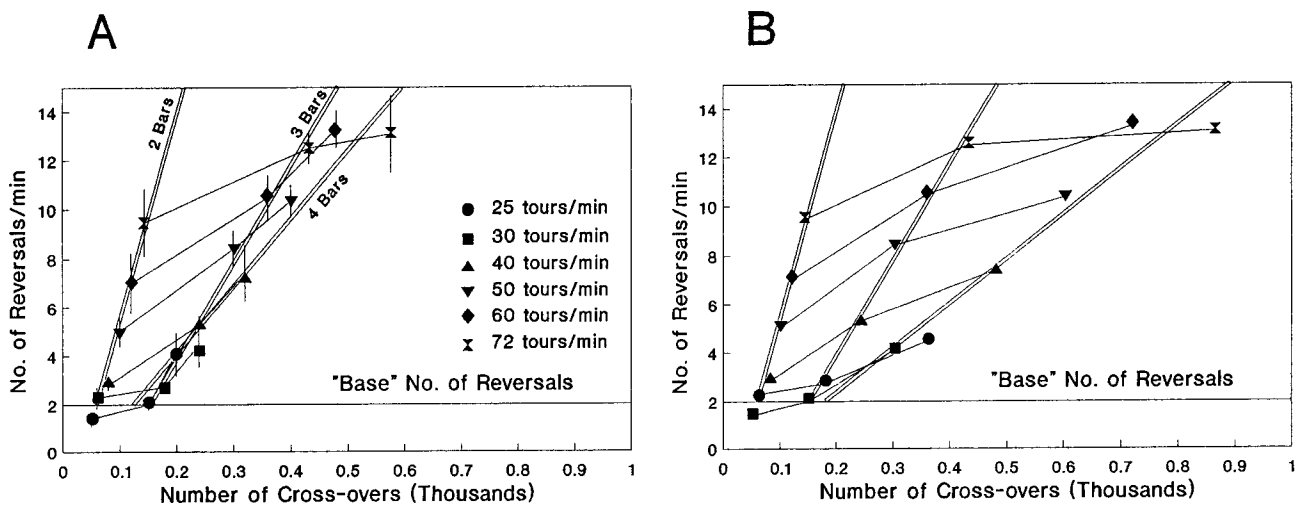 A
No. of Reversals/min
14
12
10
8
6
4
2
0
2 Bars
3 Bars
4 Bars
25 tours/min
30 tours/min
40 tours/min
50 tours/min
60 tours/min
72 tours/min
"Base" No. of Reversals
0 0.1 0.2 0.3 0.4 0.5 0.6 0.7 0.8 0.9 1
Number of Cross-overs (Thousands)
B
No. of Reversals/min
14
12
10
8
6
4
2
0
"Base" No. of Reversals
0 0.1 0.2 0.3 0.4 0.5 0.6 0.7 0.8 0.9 1
Number of Cross-overs (Thousands)